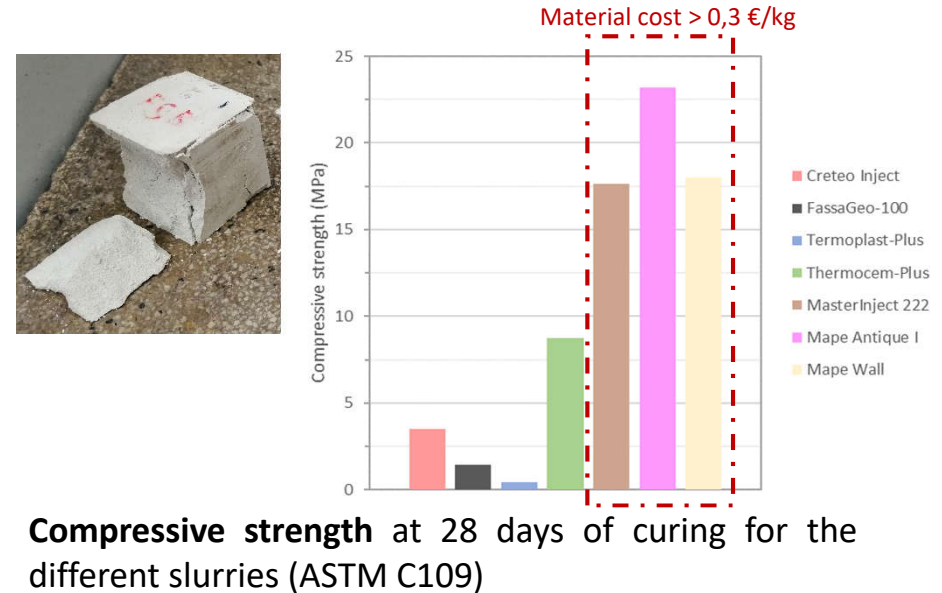 Material cost > 0,3 €/kg
25
20
15
10
5
0
Compressive strength (MPa)
Creteo Inject
FassaGeo-100
Termoplast-Plus
Thermocem-Plus
MasterInject 222
Mape Antique I
Mape Wall
Compressive strength at 28 days of curing for the
different slurries (ASTM C109)